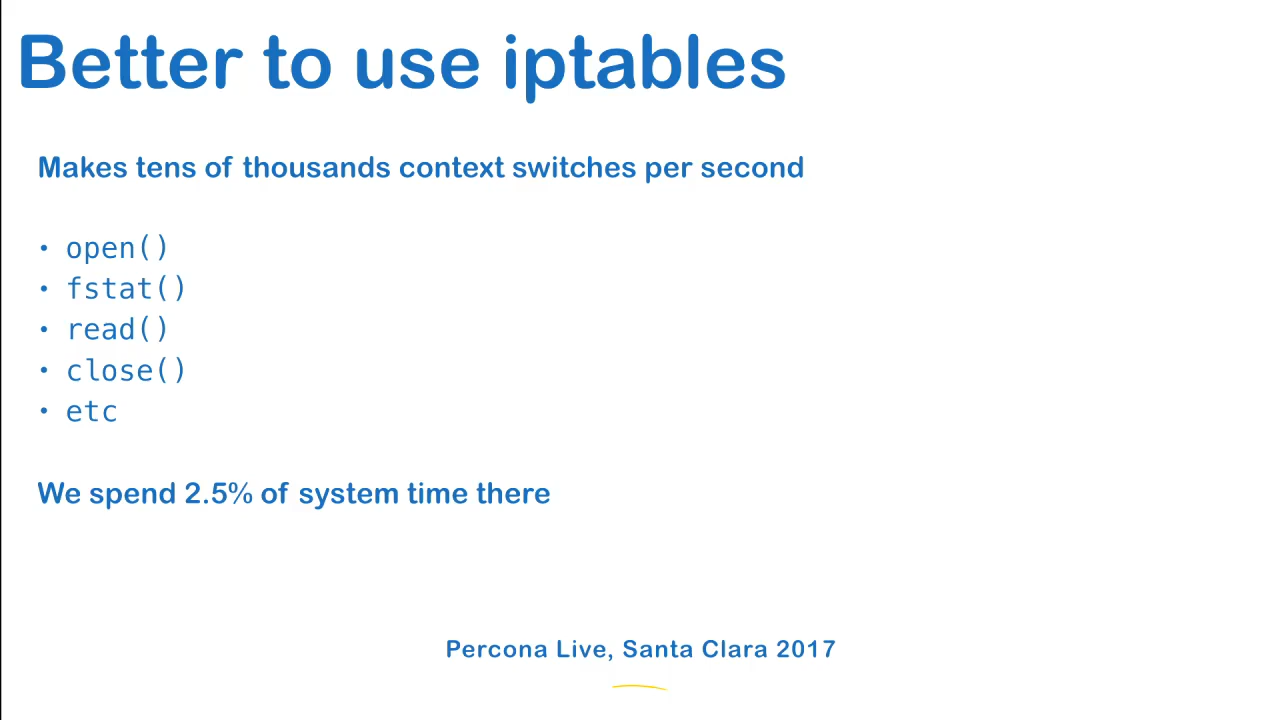 Better to use iptables
Makes tens of thousands context switches per second
• open()
• fstat()
• read()
• close()
• etc
We spend 2.5% of system time there
Percona Live, Santa Clara 2017